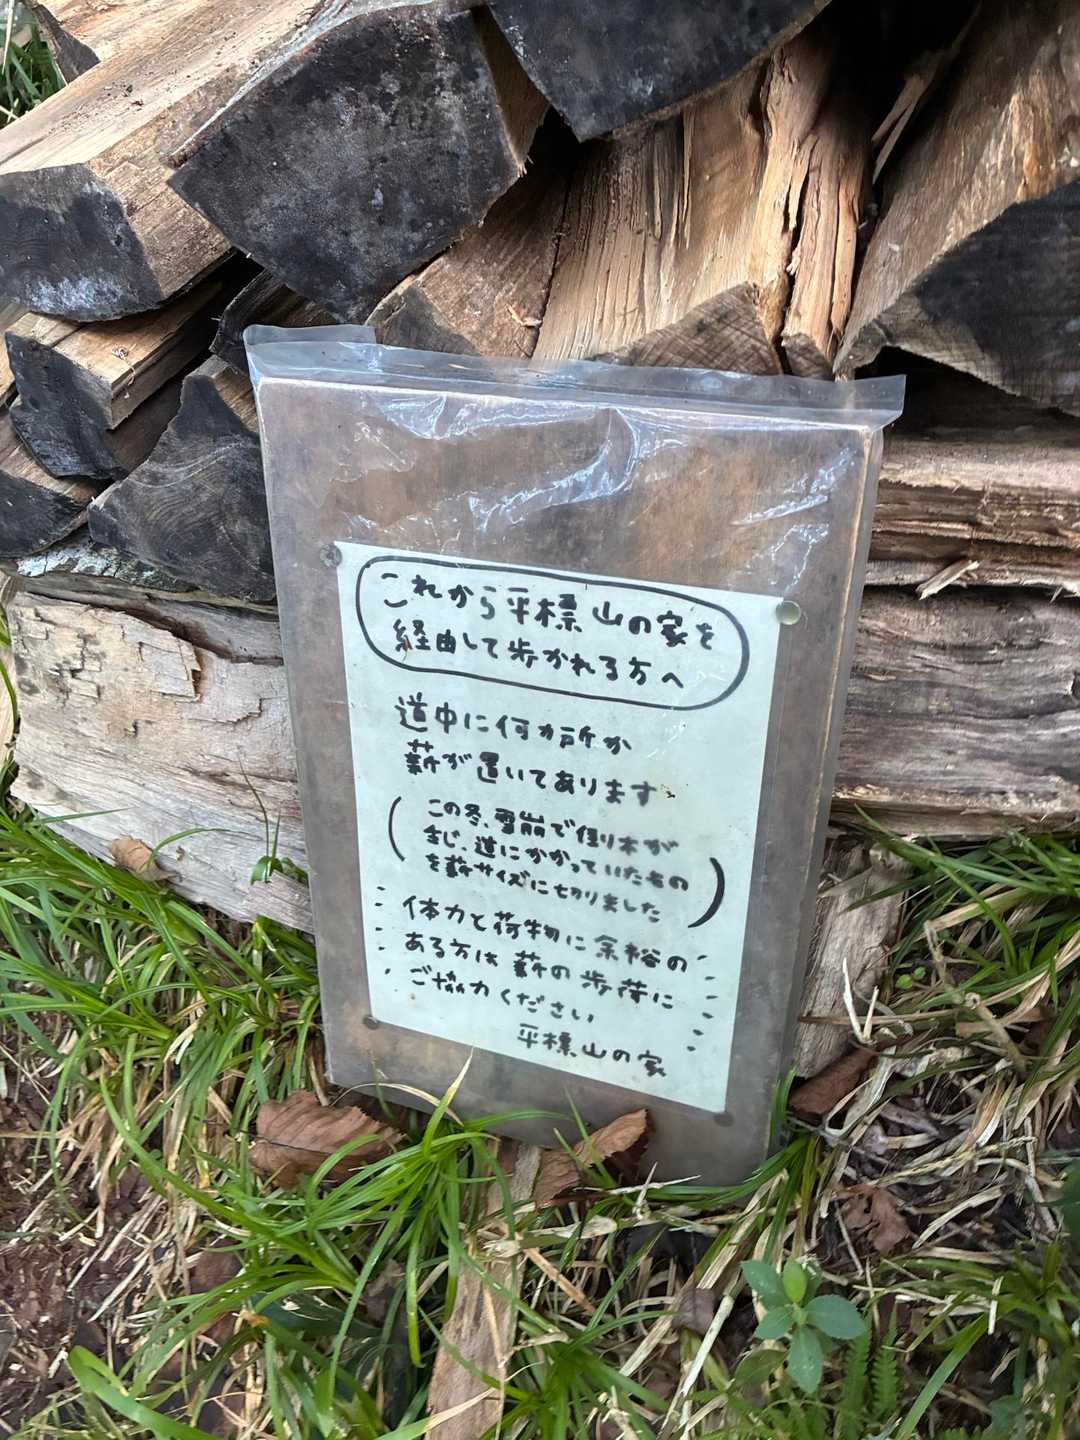 これから平標山の家を
経由して歩かれる方へ
道中に何カ所か
薪が置いてあります
(この冬、雪崩で倒り木が
生じ、道にかかっていたもの
を薪サイズに切りました)
体力と荷物に余裕の
ある方は薪の歩荷に
ご協力ください
平標山の家